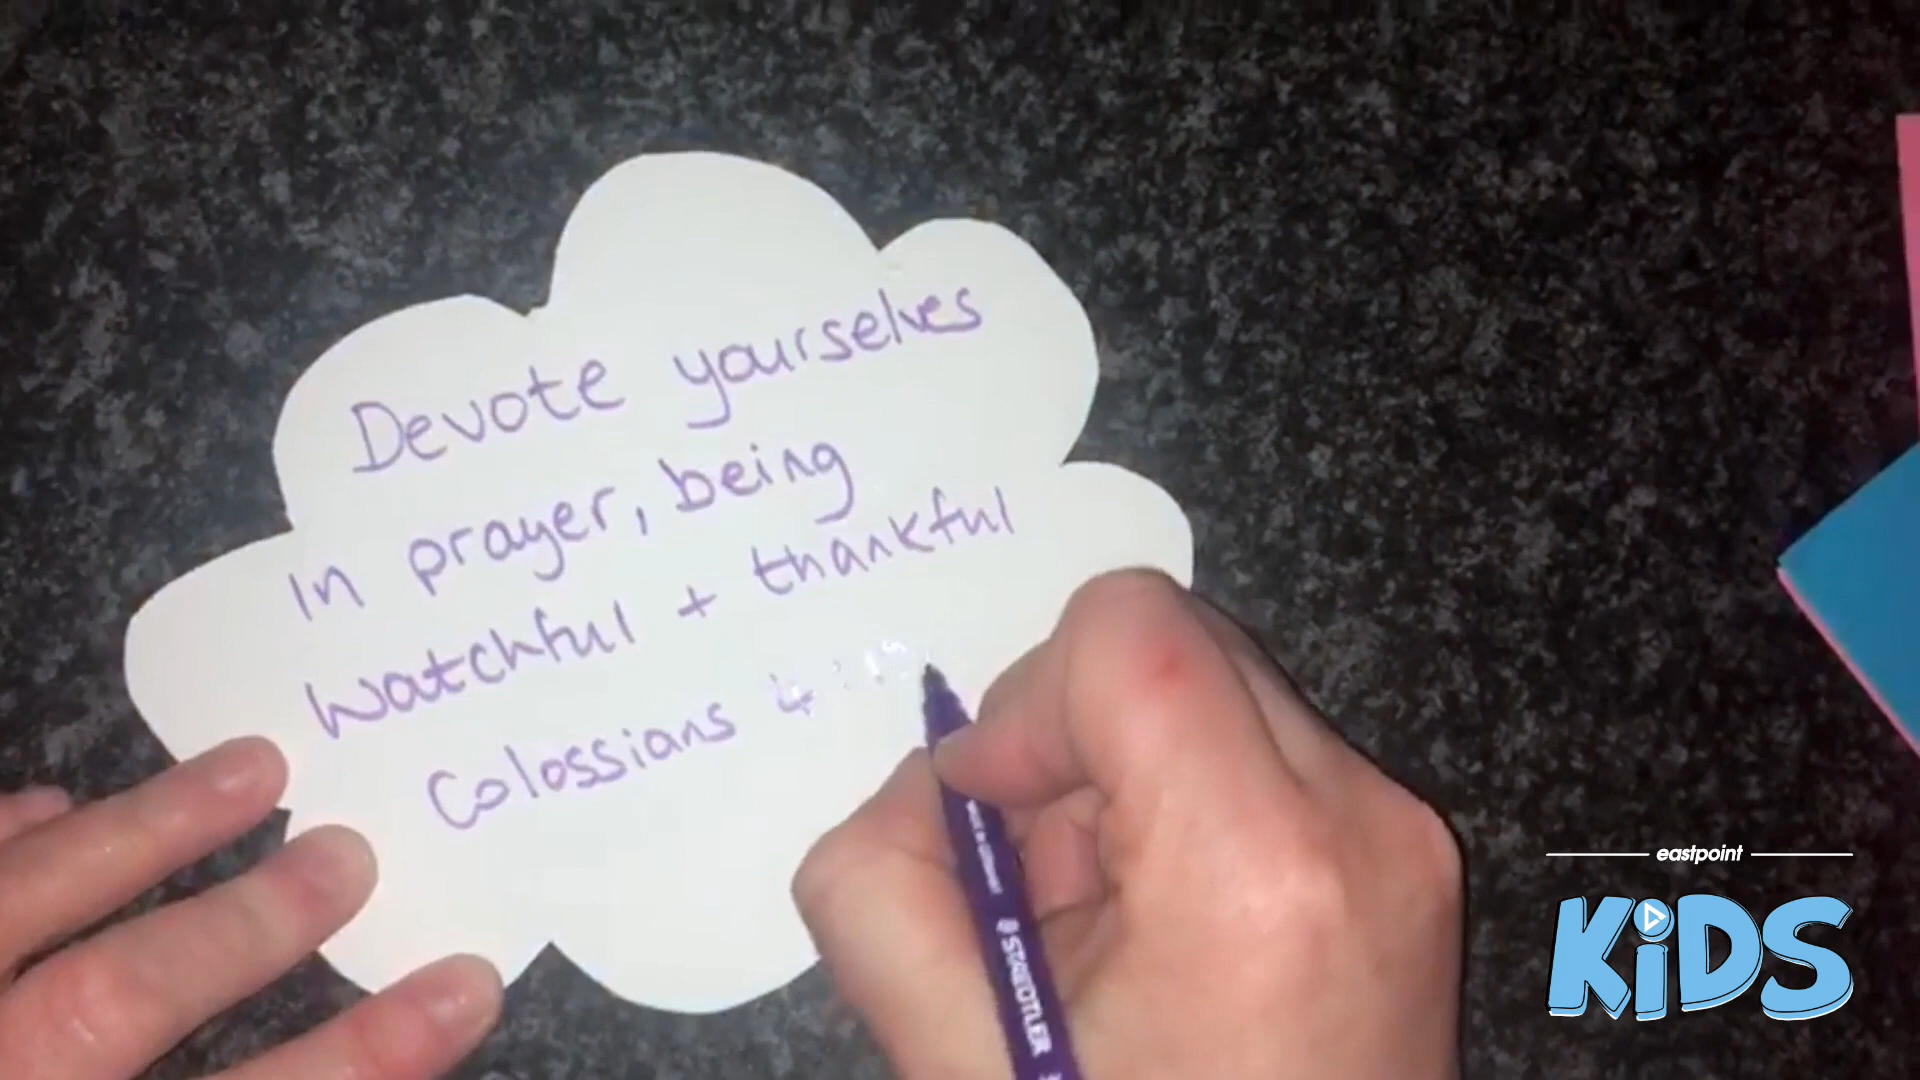 Devote yourselves
In prayer, being
watchful + thankful
Colossians 4:
STAEDTLER
eastpoint
KiDS